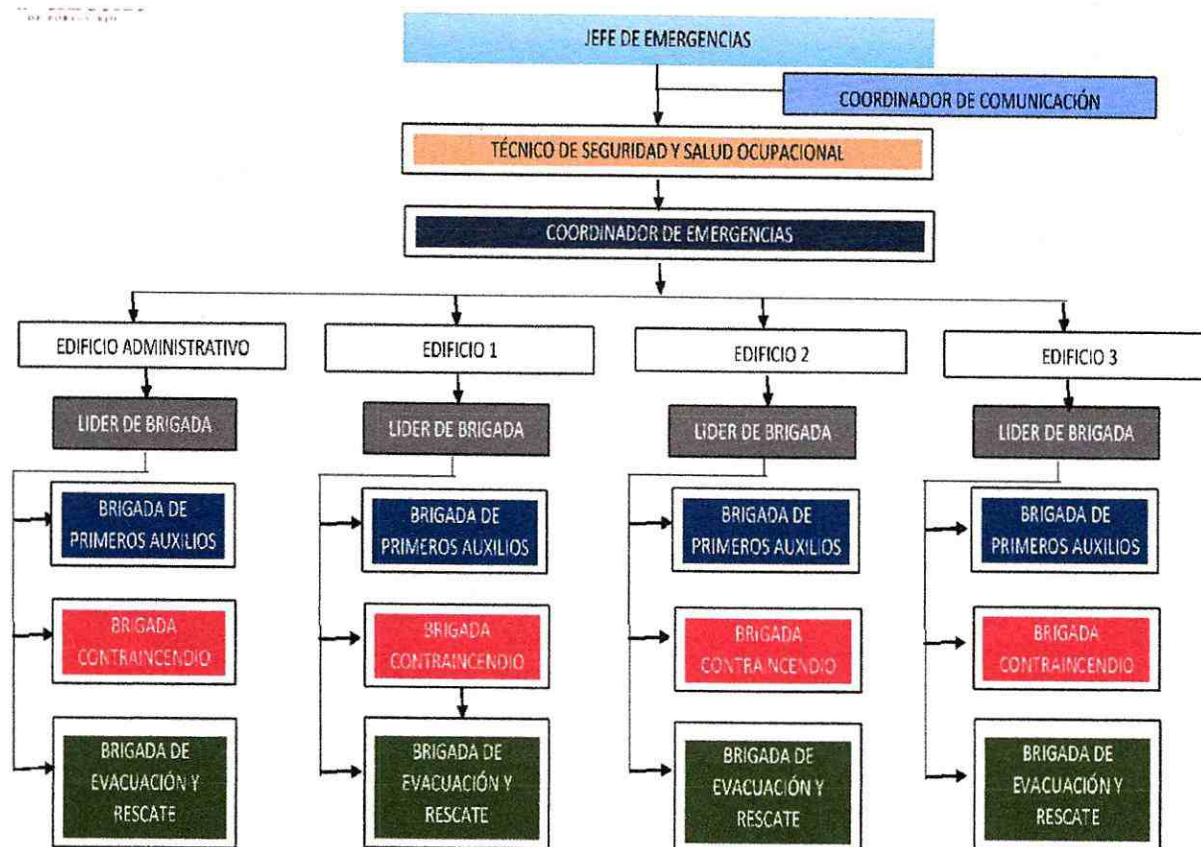 JEFE DE EMERGENCIAS
COORDINADOR DE COMUNICACIÓN
TÉCNICO DE SEGURIDAD Y SALUD OCUPACIONAL
COORDINADOR DE EMERGENCIAS
EDIFICIO ADMINISTRATIVO
EDIFICIO 1
EDIFICIO 2
EDIFICIO 3
LIDER DE BRIGADA
LIDER DE BRIGADA
LIDER DE BRIGADA
LIDER DE BRIGADA
BRIGADA DE
PRIMEROS AUXILIOS
BRIGADA DE
PRIMEROS AUXILIOS
BRIGADA DE
PRIMEROS AUXILIOS
BRIGADA DE
PRIMEROS AUXILIOS
BRIGADA
CONTRAINCENDIO
BRIGADA
CONTRAINCENDIO
BRIGADA
CONTRAINCENDIO
BRIGADA
CONTRAINCENDIO
BRIGADA DE
EVACUACIÓN Y
RESCATE
BRIGADA DE
EVACUACIÓN Y
RESCATE
BRIGADA DE
EVACUACIÓN Y
RESCATE
BRIGADA DE
EVACUACIÓN Y
RESCATE